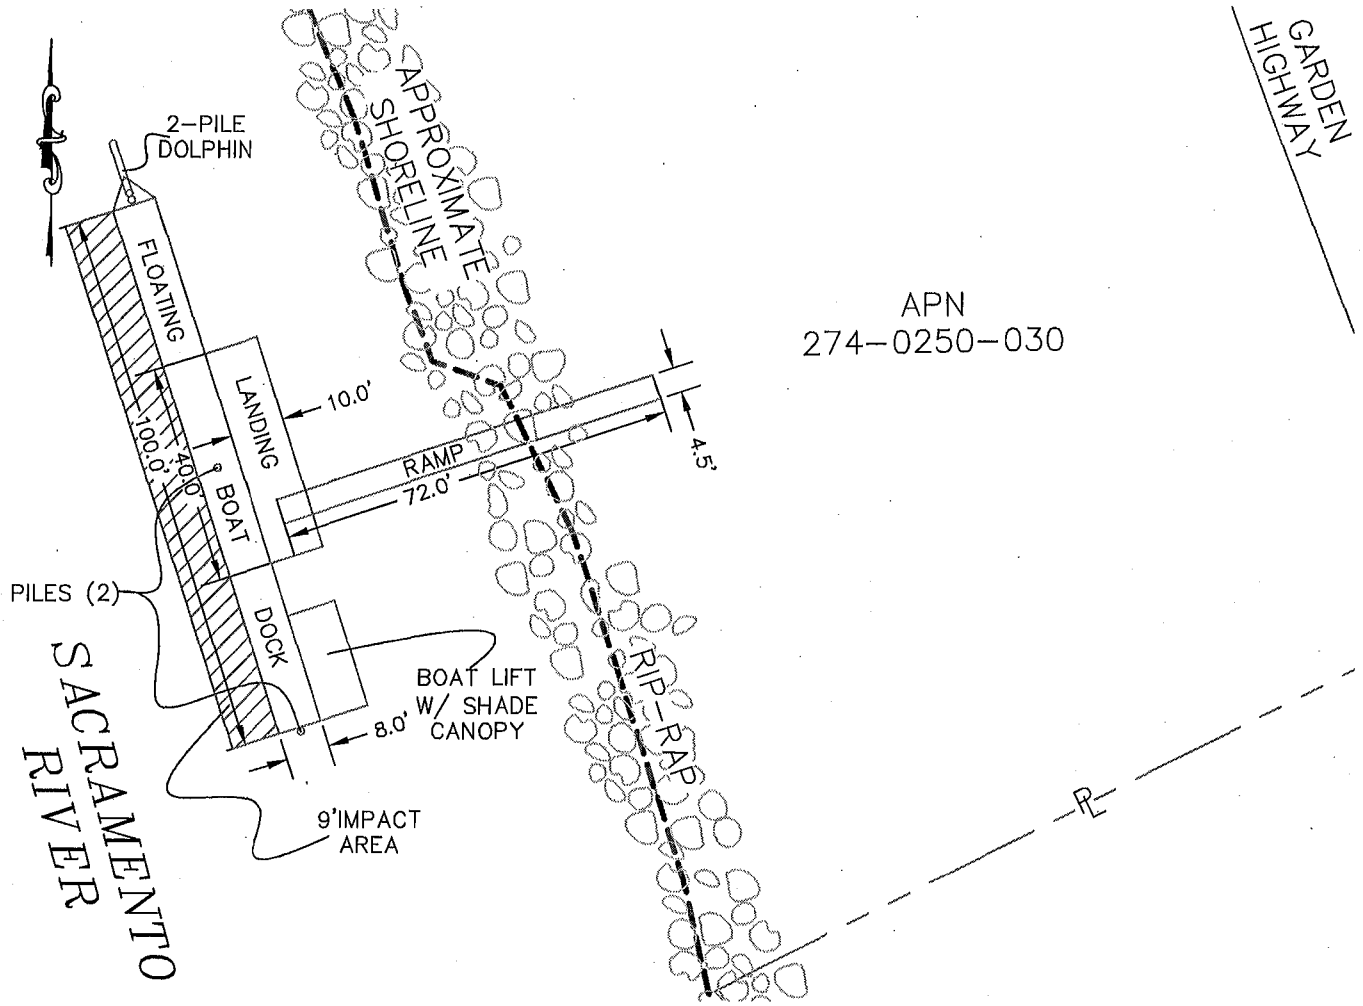 GARDEN
HIGHWAY
2-PILE
DOLPHIN
APPROXIMATE
SHORELINE
APN
274-0250-030
FLOATING
LANDING
10.0'
4.5'
RAMP
72.0'
100.0'
40.0'
BOAT
PILES (2)
DOCK
BOAT LIFT
W/ SHADE
CANOPY
8.0'
RIP-RAP
9'IMPACT
AREA
SACRAMENTO
RIVER
PL